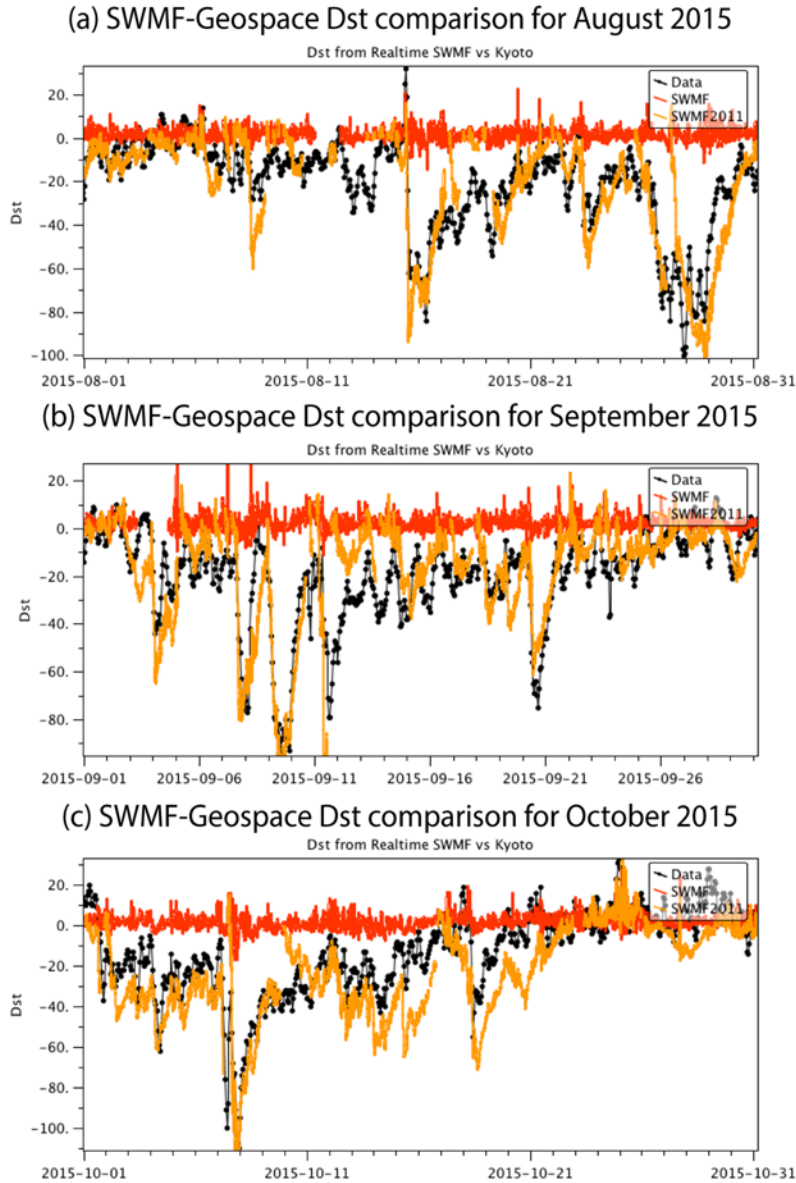 (a) SWMF-Geospace Dst comparison for August 2015
Dst from Realtime SWMF vs Kyoto
Data
SWMF
SWMF2011
20.
0.
-20.
-40.
-60.
-80.
-100.
Dst
2015-08-01
2015-08-11
2015-08-21
2015-08-31
(b) SWMF-Geospace Dst comparison for September 2015
Dst from Realtime SWMF vs Kyoto
Data
SWMF
SWMF2011
20.
0.
-20.
-40.
-60.
-80.
Dst
2015-09-01
2015-09-06
2015-09-11
2015-09-16
2015-09-21
2015-09-26
(c) SWMF-Geospace Dst comparison for October 2015
Dst from Realtime SWMF vs Kyoto
Data
SWMF
SWMF2011
20.
0.
-20.
-40.
-60.
-80.
-100.
Dst
2015-10-01
2015-10-11
2015-10-21
2015-10-31